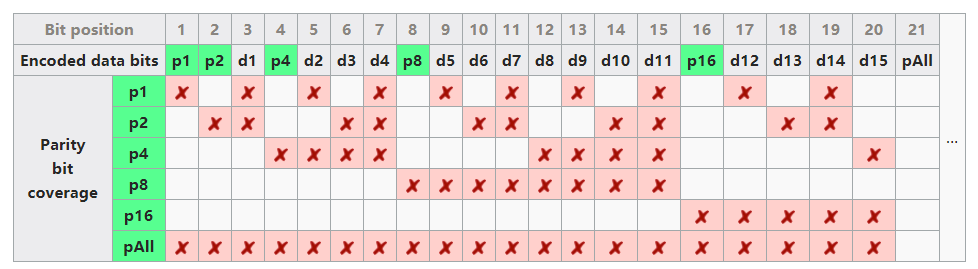 Bit position 1 2 3 4 5 6 7 8 9 10 11 12 13 14 15 16 17 18 19 20 21
Encoded data bits p1 p2 d1 p4 d2 d3 d4 p8 d5 d6 d7 d8 d9 d10 d11 p16 d12 d13 d14 d15 pAll
Parity bit coverage
p1 ✘ ✘ ✘ ✘ ✘ ✘ ✘ ✘ ✘ ✘
p2 ✘ ✘ ✘ ✘ ✘ ✘ ✘ ✘ ✘ ✘
p4 ✘ ✘ ✘ ✘ ✘ ✘ ✘ ✘ ✘
p8 ✘ ✘ ✘ ✘ ✘ ✘ ✘ ✘
p16 ✘ ✘ ✘ ✘ ✘
pAll ✘ ✘ ✘ ✘ ✘ ✘ ✘ ✘ ✘ ✘ ✘ ✘ ✘ ✘ ✘ ✘ ✘ ✘ ✘ ✘
...